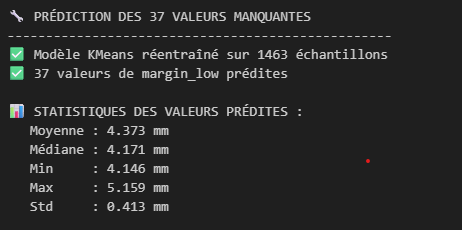 🔧 PRÉDICTION DES 37 VALEURS MANQUANTES
--------------------------------------------------
✅ Modèle KMeans réentraîné sur 1463 échantillons
✅ 37 valeurs de margin_low prédites
📊 STATISTIQUES DES VALEURS PRÉDITES :
Moyenne : 4.373 mm
Médiane : 4.171 mm
Min     : 4.146 mm
Max     : 5.159 mm
Std     : 0.413 mm